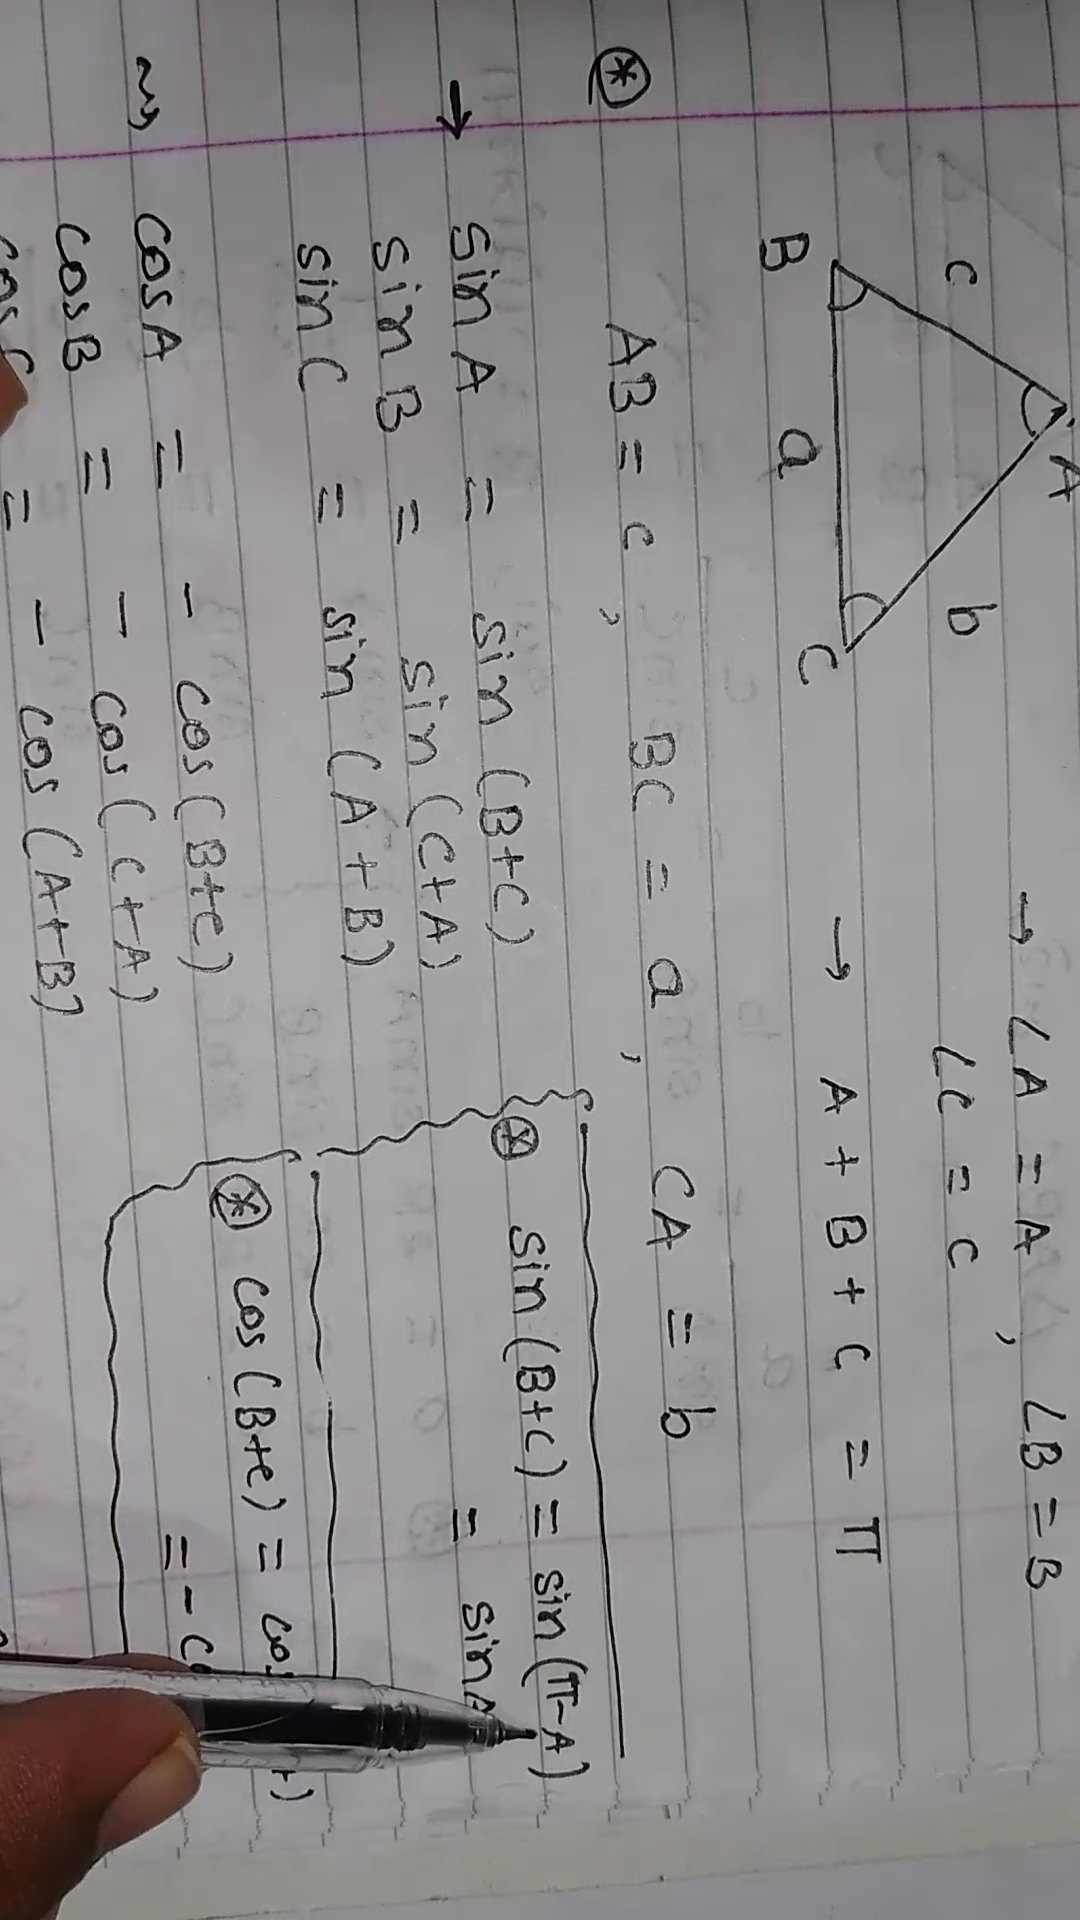 A
c
b
B
a
C
→ ∠A = A, ∠B = B
∠C = C
→ A + B + C = π
⊛ AB = c, BC = a, CA = b
→ sin A = sin (B+C)
sin B = sin (C+A)
sin C = sin (A+B)
⊛ sin (B+C) = sin (π-A)
= sin
cos A = - cos (B+C)
cos B = - cos (C+A)
= - cos (A+B)
⊛ cos (B+C) =
= -